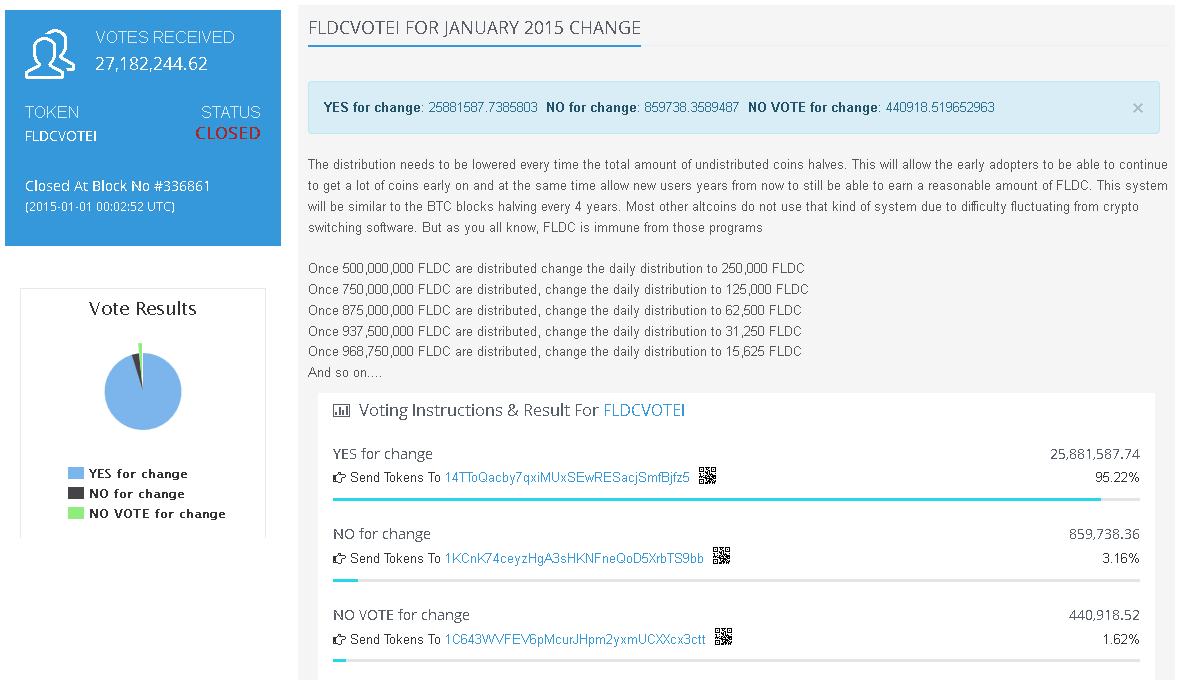 VOTES RECEIVED
27,182,244.62
TOKEN
STATUS
FLDCVOTEI
CLOSED
Closed At Block No #336861
(2015-01-01 00:02:52 UTC)
Vote Results
YES for change
NO for change
NO VOTE for change
FLDCVOTEI FOR JANUARY 2015 CHANGE
YES for change: 25881587.7385803 NO for change: 859738.3589487 NO VOTE for change: 440918.519652963 ×
The distribution needs to be lowered every time the total amount of undistributed coins halves. This will allow the early adopters to be able to continue
to get a lot of coins early on and at the same time allow new users years from now to still be able to earn a reasonable amount of FLDC. This system
will be similar to the BTC blocks halving every 4 years. Most other altcoins do not use that kind of system due to difficulty fluctuating from crypto
switching software. But as you all know, FLDC is immune from those programs
Once 500,000,000 FLDC are distributed change the daily distribution to 250,000 FLDC
Once 750,000,000 FLDC are distributed, change the daily distribution to 125,000 FLDC
Once 875,000,000 FLDC are distributed, change the daily distribution to 62,500 FLDC
Once 937,500,000 FLDC are distributed, change the daily distribution to 31,250 FLDC
Once 968,750,000 FLDC are distributed, change the daily distribution to 15,625 FLDC
And so on....
Voting Instructions & Result For FLDCVOTEI
YES for change 25,881,587.74
Send Tokens To 14TToQacby7qxiMUxSEwRESacjSmfBjfz5 95.22%
NO for change 859,738.36
Send Tokens To 1KCnK74ceyzHgA3sHKNFneQoD5XrbTS9bb 3.16%
NO VOTE for change 440,918.52
Send Tokens To 1C643WVFEV6pMcurJHpm2yxmUCXXcx3ctt 1.62%